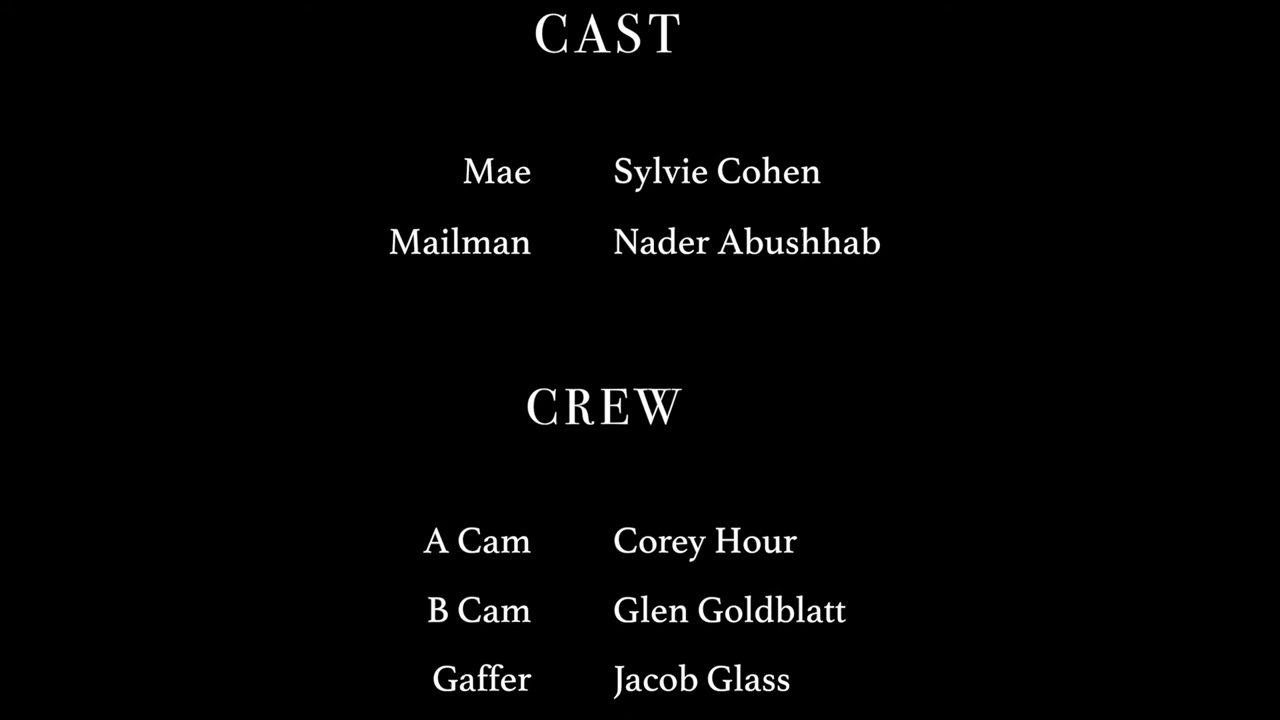 CAST
Mae Sylvie Cohen
Mailman Nader Abushhab
CREW
A Cam Corey Hour
B Cam Glen Goldblatt
Gaffer Jacob Glass